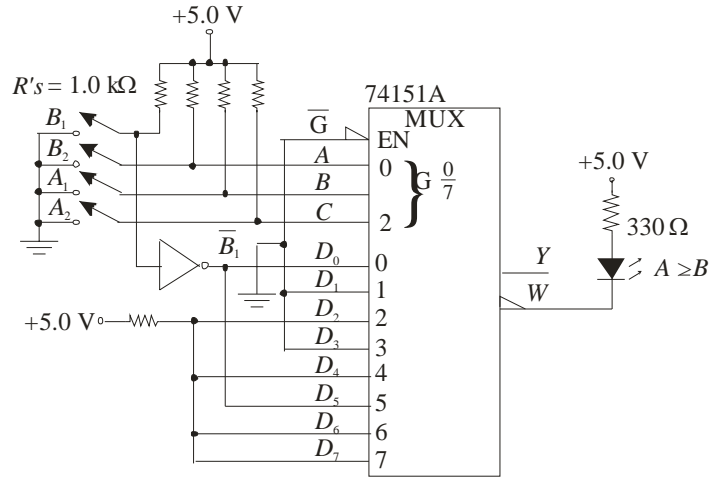 +5.0 V
R's = 1.0 kΩ
74151A
MUX
B₁
G̅
EN
B₂
A
0
G 0/7
+5.0 V
A₁
B
A₂
C
2
330 Ω
B̅₁
D₀
0
Y
A ≥ B
D₁
1
W̅
+5.0 V
D₂
2
D₃
3
D₄
4
D₅
5
D₆
6
D₇
7